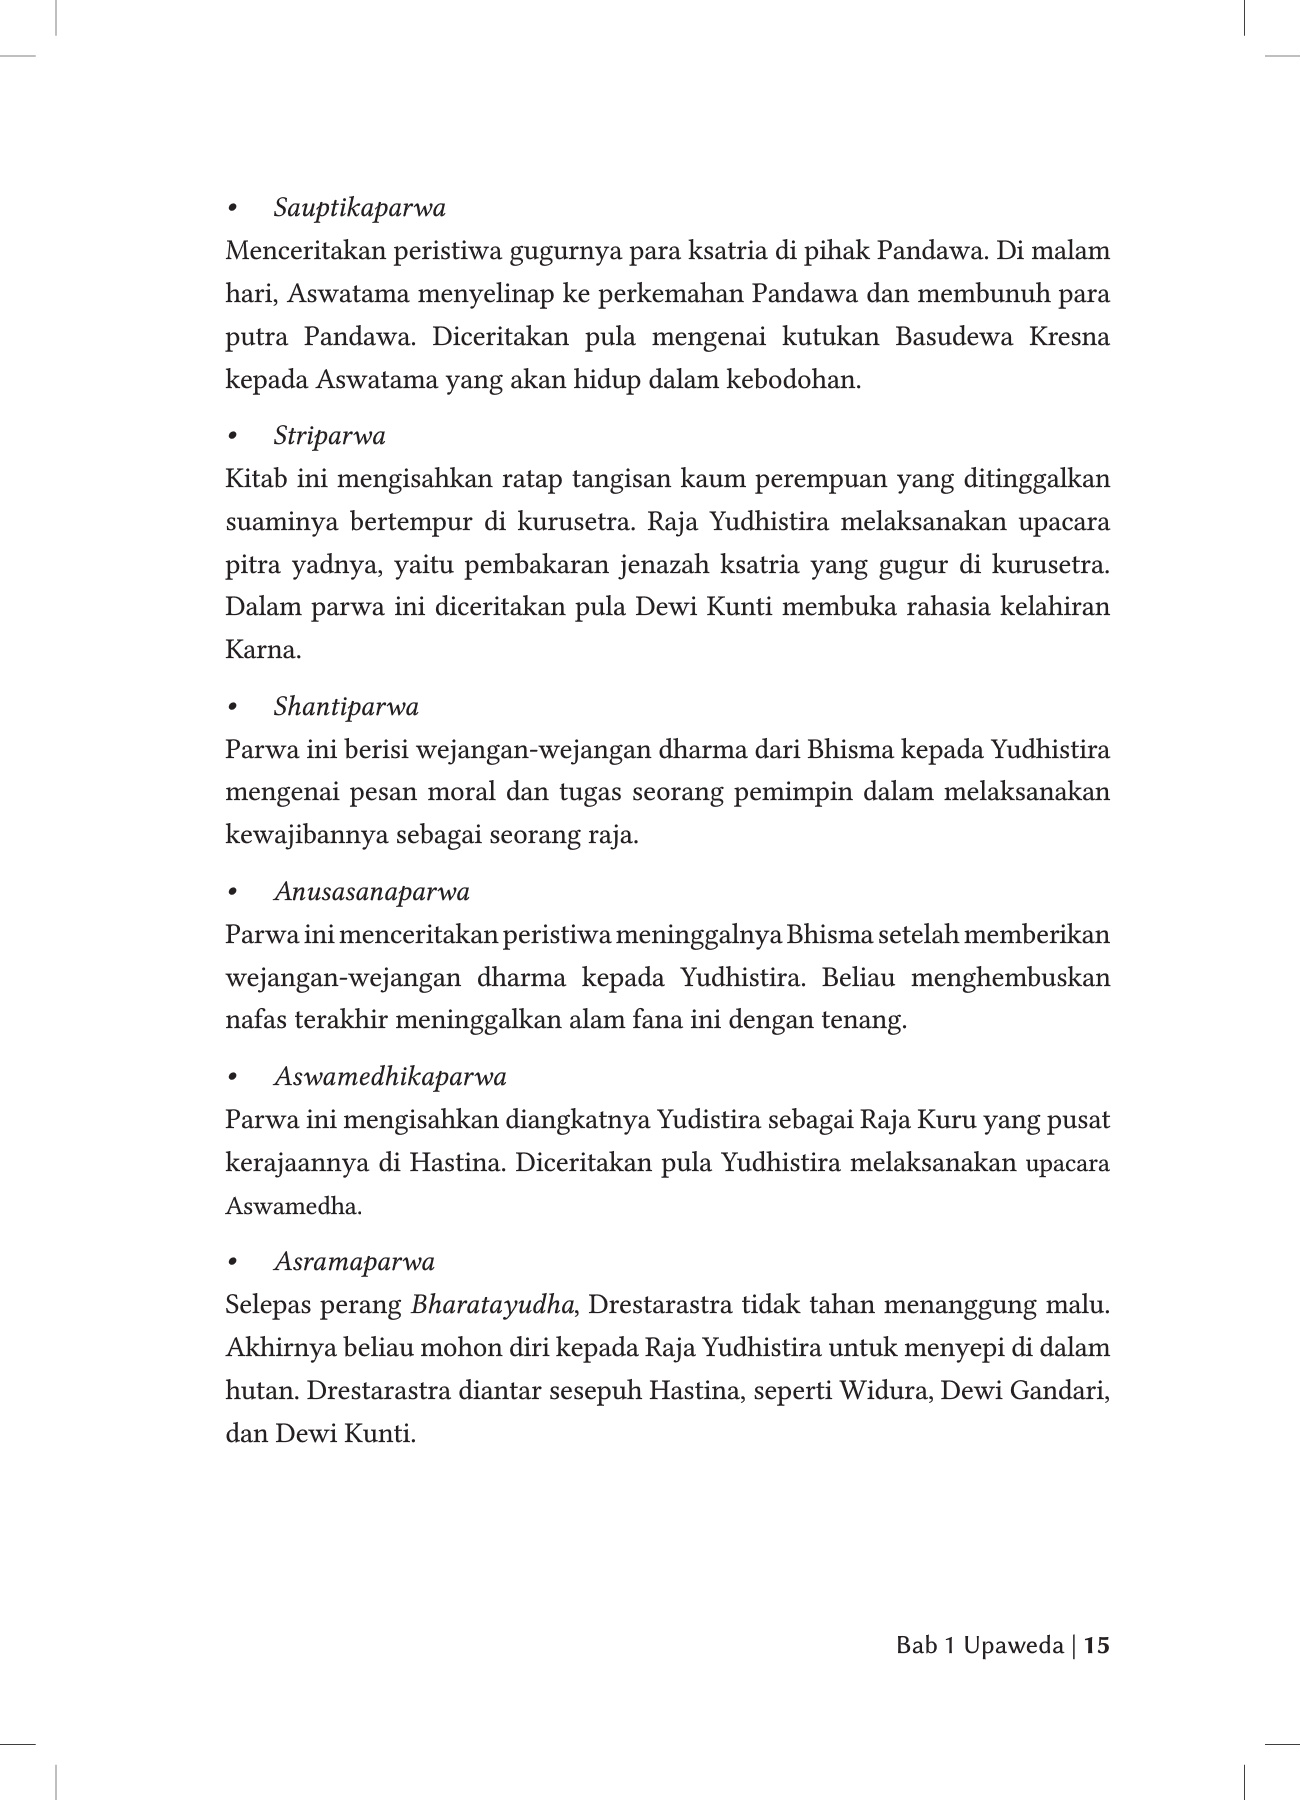 • Sauptikaparwa
Menceritakan peristiwa gugurnya para ksatria di pihak Pandawa. Di malam
hari, Aswatama menyelinap ke perkemahan Pandawa dan membunuh para
putra Pandawa. Diceritakan pula mengenai kutukan Basudewa Kresna
kepada Aswatama yang akan hidup dalam kebodohan.
• Striparwa
Kitab ini mengisahkan ratap tangisan kaum perempuan yang ditinggalkan
suaminya bertempur di kurusetra. Raja Yudhistira melaksanakan upacara
pitra yadnya, yaitu pembakaran jenazah ksatria yang gugur di kurusetra.
Dalam parwa ini diceritakan pula Dewi Kunti membuka rahasia kelahiran
Karna.
• Shantiparwa
Parwa ini berisi wejangan-wejangan dharma dari Bhisma kepada Yudhistira
mengenai pesan moral dan tugas seorang pemimpin dalam melaksanakan
kewajibannya sebagai seorang raja.
• Anusasanaparwa
Parwa ini menceritakan peristiwa meninggalnya Bhisma setelah memberikan
wejangan-wejangan dharma kepada Yudhistira. Beliau menghembuskan
nafas terakhir meninggalkan alam fana ini dengan tenang.
• Aswamedhikaparwa
Parwa ini mengisahkan diangkatnya Yudistira sebagai Raja Kuru yang pusat
kerajaannya di Hastina. Diceritakan pula Yudhistira melaksanakan upacara
Aswamedha.
• Asramaparwa
Selepas perang Bharatayudha, Drestarastra tidak tahan menanggung malu.
Akhirnya beliau mohon diri kepada Raja Yudhistira untuk menyepi di dalam
hutan. Drestarastra diantar sesepuh Hastina, seperti Widura, Dewi Gandari,
dan Dewi Kunti.
Bab 1 Upaweda | 15